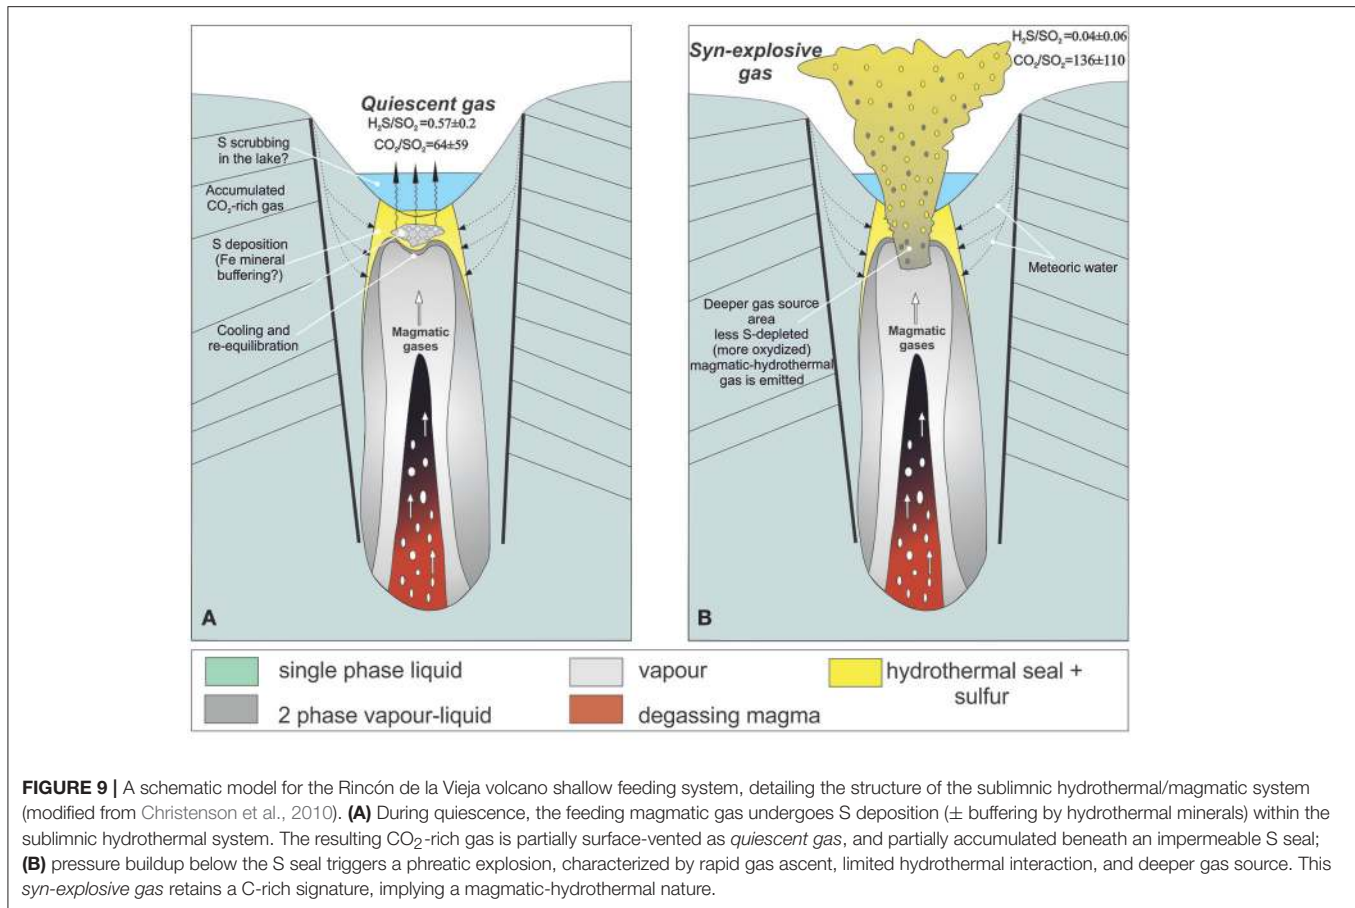 Quiescent gas
H₂S/SO₂=0.57±0.2
CO₂/SO₂=64±59
S scrubbing
in the lake?
Accumulated
CO₂-rich gas
S deposition
(Fe mineral
buffering?)
Cooling and
re-equilibration
Magmatic
gases
A
Syn-explosive
gas
H₂S/SO₂=0.04±0.06
CO₂/SO₂=136±110
Meteoric water
Deeper gas source
area
less S-depleted
(more oxydized)
magmatic-hydrothermal
gas is emitted
Magmatic
gases
B
single phase liquid
vapour
hydrothermal seal +
sulfur
2 phase vapour-liquid
degassing magma
FIGURE 9 | A schematic model for the Rincón de la Vieja volcano shallow feeding system, detailing the structure of the sublimnic hydrothermal/magmatic system
(modified from Christenson et al., 2010). (A) During quiescence, the feeding magmatic gas undergoes S deposition (± buffering by hydrothermal minerals) within the
sublimnic hydrothermal system. The resulting CO₂-rich gas is partially surface-vented as quiescent gas, and partially accumulated beneath an impermeable S seal;
(B) pressure buildup below the S seal triggers a phreatic explosion, characterized by rapid gas ascent, limited hydrothermal interaction, and deeper gas source. This
syn-explosive gas retains a C-rich signature, implying a magmatic-hydrothermal nature.